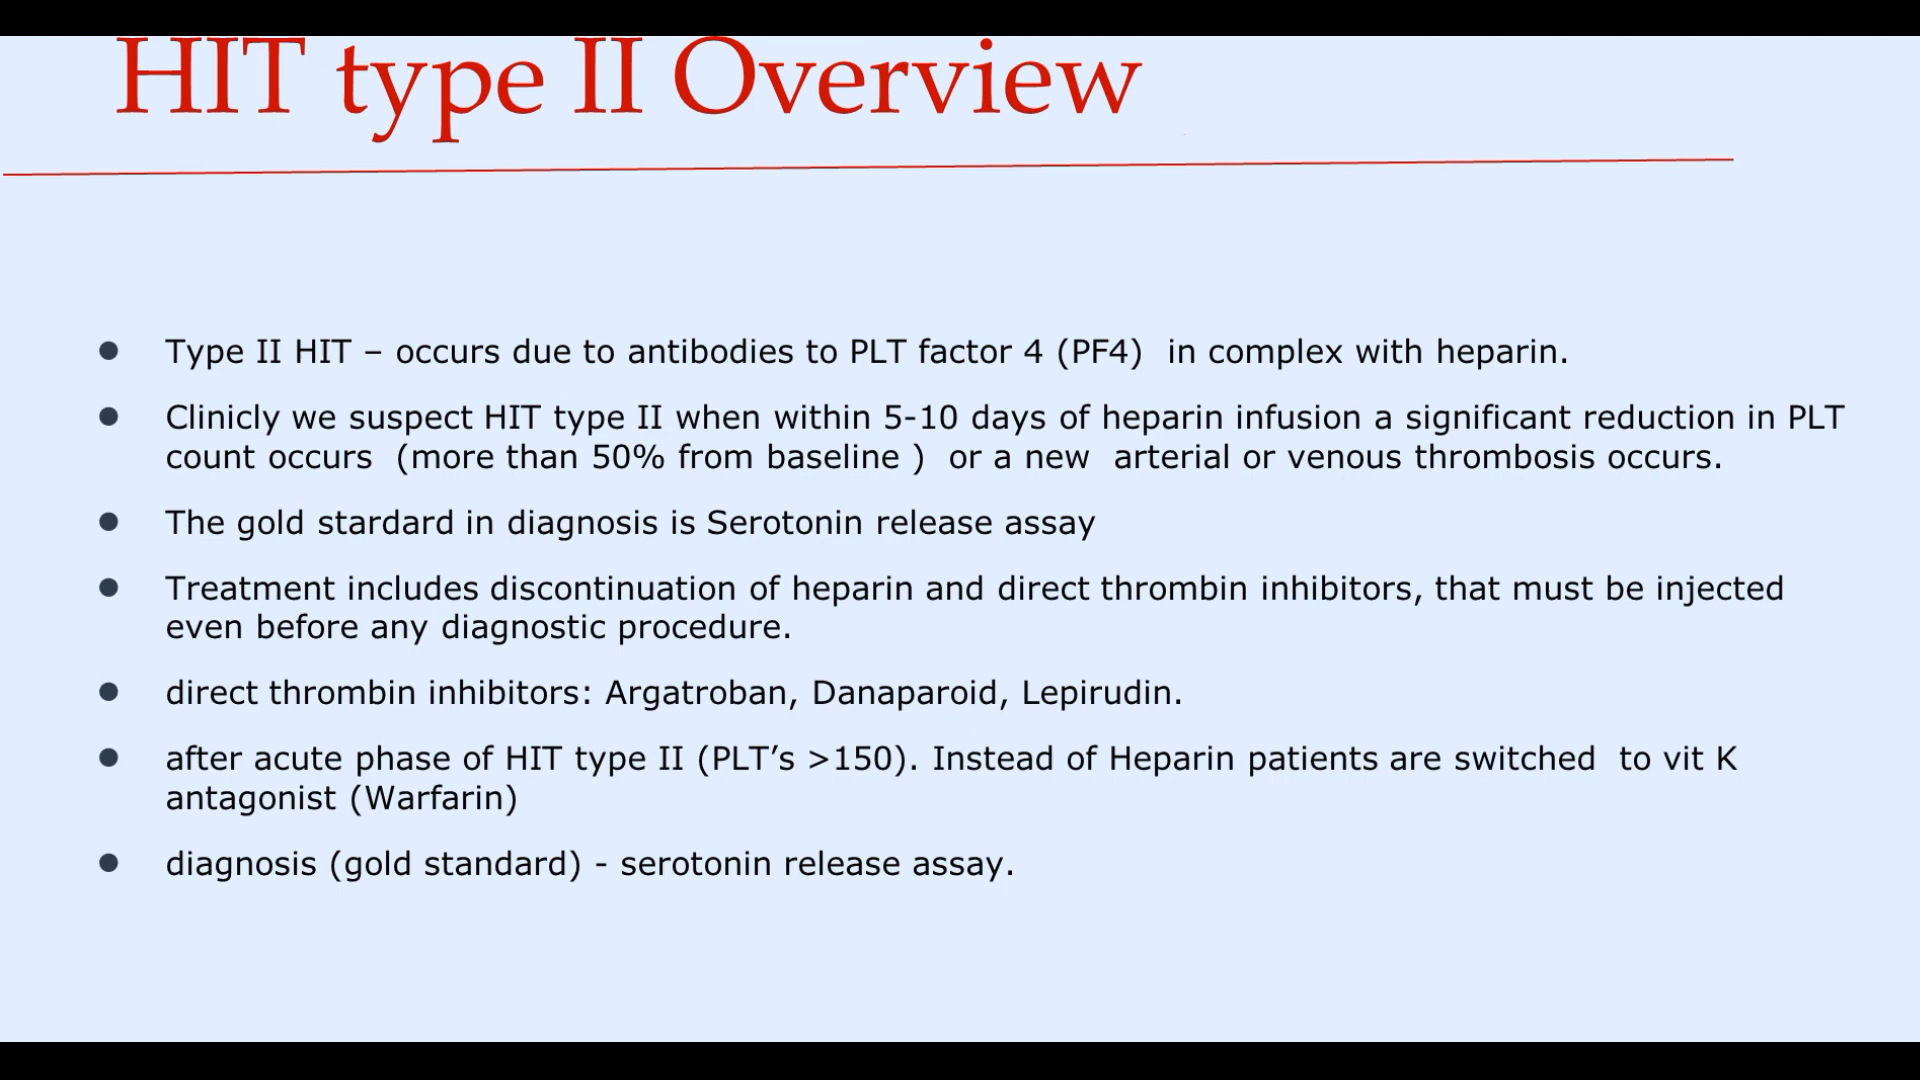 HIT type II Overview
● Type II HIT – occurs due to antibodies to PLT factor 4 (PF4)  in complex with heparin.
● Clinicly we suspect HIT type II when within 5-10 days of heparin infusion a significant reduction in PLT
count occurs  (more than 50% from baseline )  or a new  arterial or venous thrombosis occurs.
● The gold stardard in diagnosis is Serotonin release assay
● Treatment includes discontinuation of heparin and direct thrombin inhibitors, that must be injected
even before any diagnostic procedure.
● direct thrombin inhibitors: Argatroban, Danaparoid, Lepirudin.
● after acute phase of HIT type II (PLT’s >150). Instead of Heparin patients are switched  to vit K
antagonist (Warfarin)
● diagnosis (gold standard) - serotonin release assay.